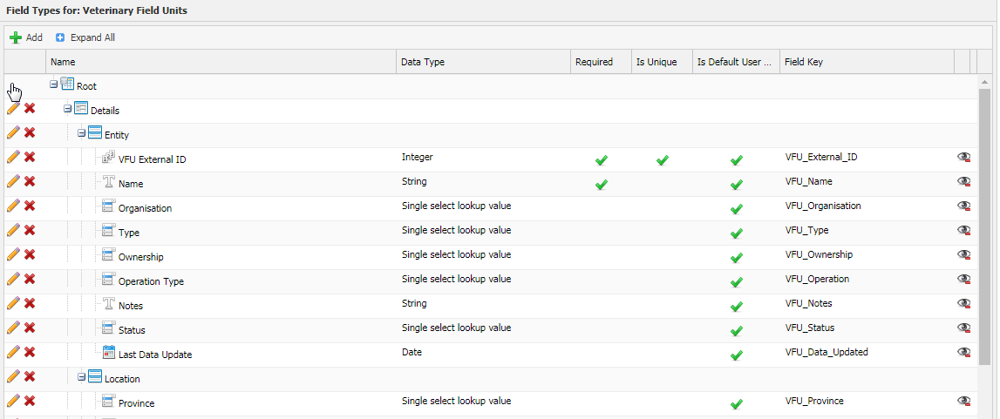 Field Types for: Veterinary Field Units
Add Expand All
Name Data Type Required Is Unique Is Default User ... Field Key
Root
Details
Entity
VFU External ID Integer VFU_External_ID
Name String VFU_Name
Organisation Single select lookup value VFU_Organisation
Type Single select lookup value VFU_Type
Ownership Single select lookup value VFU_Ownership
Operation Type Single select lookup value VFU_Operation
Notes String VFU_Notes
Status Single select lookup value VFU_Status
Last Data Update Date VFU_Data_Updated
Location
Province Single select lookup value VFU_Province